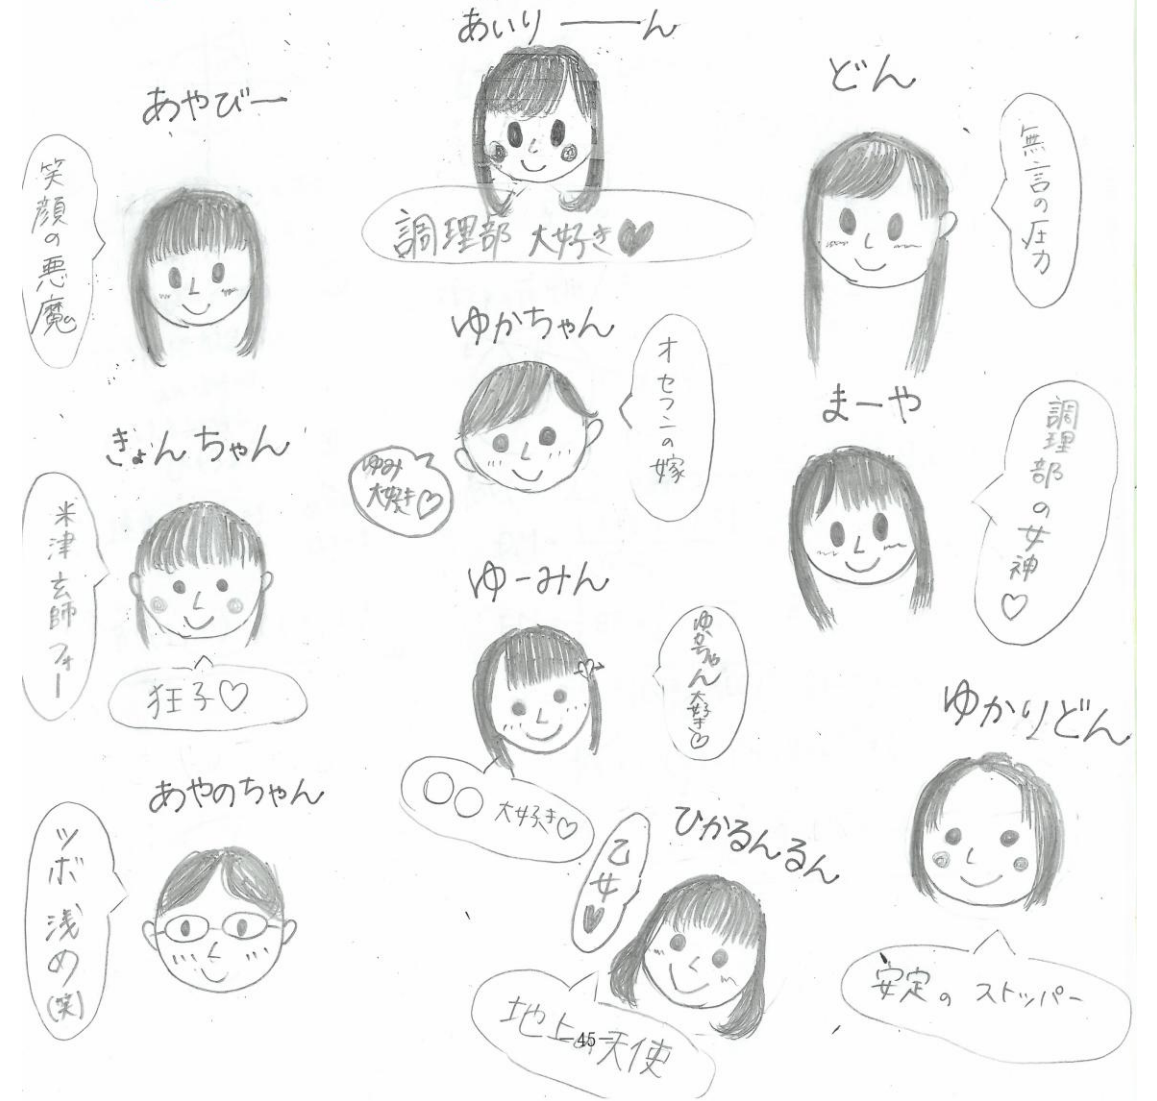 あいりーん
調理部 大好き♥
あやびー
笑顔の悪魔
どん
無言の圧力
ゆかちゃん
オセフンの嫁
ゆみ
大好き♡
まーや
調理部の女神♡
きょんちゃん
米津玄師フォー
狂子♡
ゆーみん
ゆかちゃん大好き♡
○○ 大好き♡
ゆかりどん
安定のストッパー
あやのちゃん
ツボ浅め(笑)
ひかるんるん
乙女♥
地上の天使
-45-